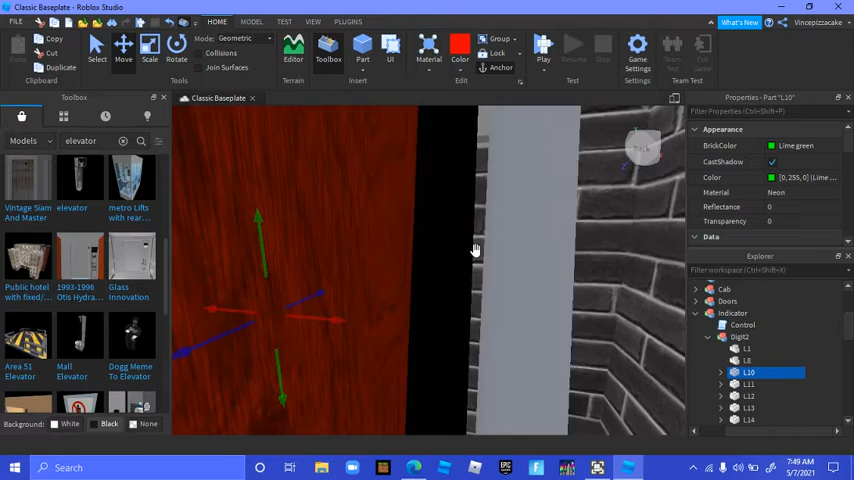 Classic Baseplate - Roblox Studio
FILE
HOME
MODEL
TEST
VIEW
PLUGINS
What's New
Vincepizzacake
Paste
Copy
Cut
Duplicate
Clipboard
Select
Move
Scale
Rotate
Mode: Geometric
Collisions
Join Surfaces
Tools
Editor
Terrain
Toolbox
Part
UI
Insert
Material
Color
Group
Lock
Anchor
Edit
Play
Resume
Stop
Test
Game
Settings
Game Settings
Team
Test
Exit
Game
Team Test
Toolbox
Classic Baseplate
Models
elevator
Vintage Siam
And Master
elevator
metro Lifts
with rear...
Public hotel
with fixed/...
1993-1996
Otis Hydra...
Glass
Innovation
Area 51
Elevator
Mall
Elevator
Dogg Meme
To Elevator
Background:
White
Black
None
Back
Properties - Part "L10"
Filter Properties (Ctrl+Shift+P)
Appearance
BrickColor
Lime green
CastShadow
Color
[0, 255, 0] (Lime ...
Material
Neon
Reflectance
0
Transparency
0
Data
Explorer
Filter workspace (Ctrl+Shift+X)
Cab
Doors
Indicator
Control
Digit2
L1
L8
L10
L11
L12
L13
L14
Search
7:49 AM
5/7/2021